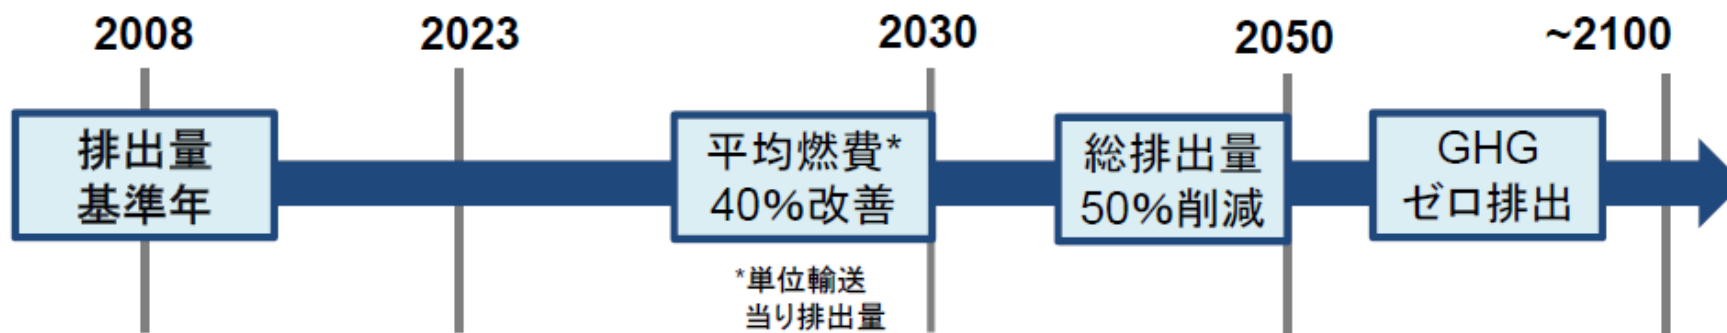 2008
2023
2030
2050
~2100
排出量
基準年
平均燃費*
40%改善
総排出量
50%削減
GHG
ゼロ排出
*単位輸送
当り排出量